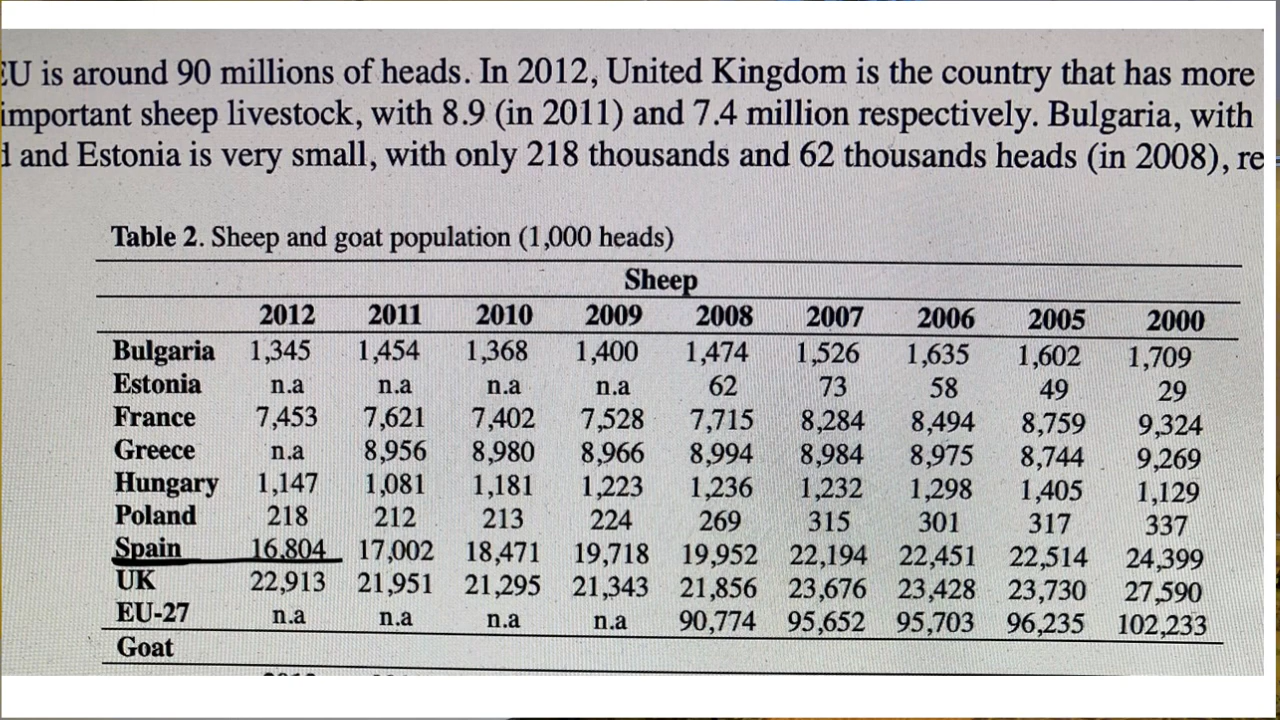 EU is around 90 millions of heads. In 2012, United Kingdom is the country that has more
important sheep livestock, with 8.9 (in 2011) and 7.4 million respectively. Bulgaria, with
and Estonia is very small, with only 218 thousands and 62 thousands heads (in 2008), re
Table 2. Sheep and goat population (1,000 heads)
Sheep
2012 2011 2010 2009 2008 2007 2006 2005 2000
Bulgaria 1,345 1,454 1,368 1,400 1,474 1,526 1,635 1,602 1,709
Estonia n.a n.a n.a n.a 62 73 58 49 29
France 7,453 7,621 7,402 7,528 7,715 8,284 8,494 8,759 9,324
Greece n.a 8,956 8,980 8,966 8,994 8,984 8,975 8,744 9,269
Hungary 1,147 1,081 1,181 1,223 1,236 1,232 1,298 1,405 1,129
Poland 218 212 213 224 269 315 301 317 337
Spain 16,804 17,002 18,471 19,718 19,952 22,194 22,451 22,514 24,399
UK 22,913 21,951 21,295 21,343 21,856 23,676 23,428 23,730 27,590
EU-27 n.a n.a n.a n.a 90,774 95,652 95,703 96,235 102,233
Goat